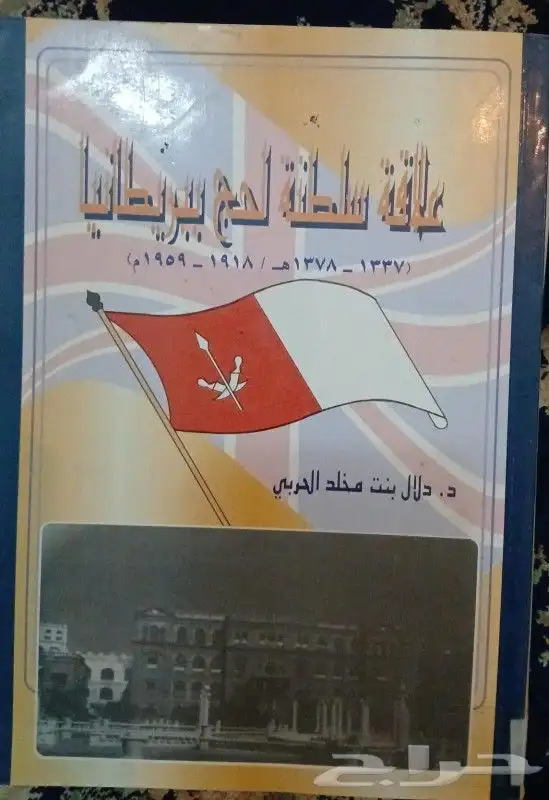 علاقة سلطنة لحج ببريطانيا
(١٣٣٧ - ١٣٧٨هـ / ١٩١٨ - ١٩٥٩م)
د. دلال بنت مخلد الحربي
حراج